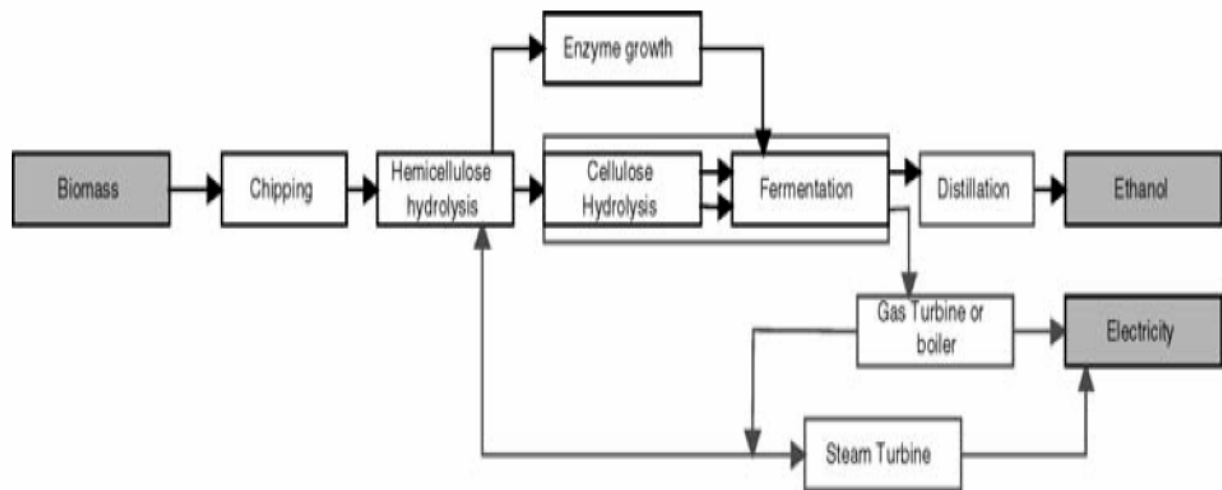 Enzyme growth
Biomass
Chipping
Hemicellulose
hydrolysis
Cellulose
Hydrolysis
Fermentation
Distillation
Ethanol
Gas Turbine or
boiler
Electricity
Steam Turbine